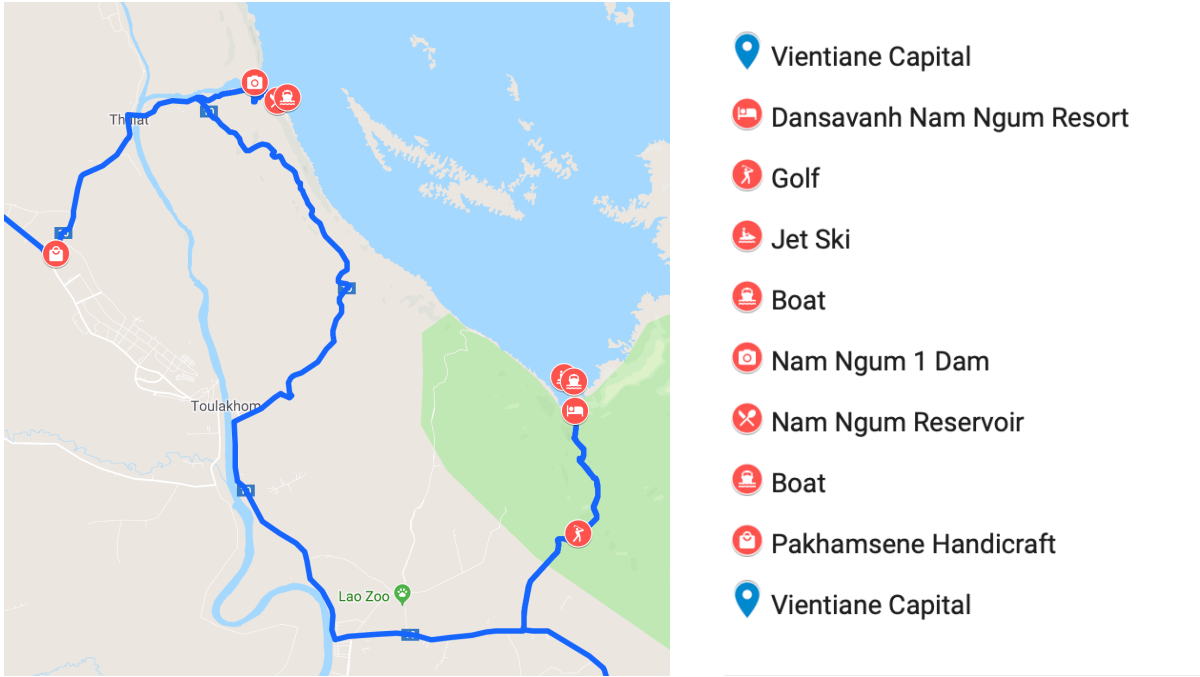 Thalat
Toulakhom
Lao Zoo
Vientiane Capital
Dansavanh Nam Ngum Resort
Golf
Jet Ski
Boat
Nam Ngum 1 Dam
Nam Ngum Reservoir
Boat
Pakhamsene Handicraft
Vientiane Capital